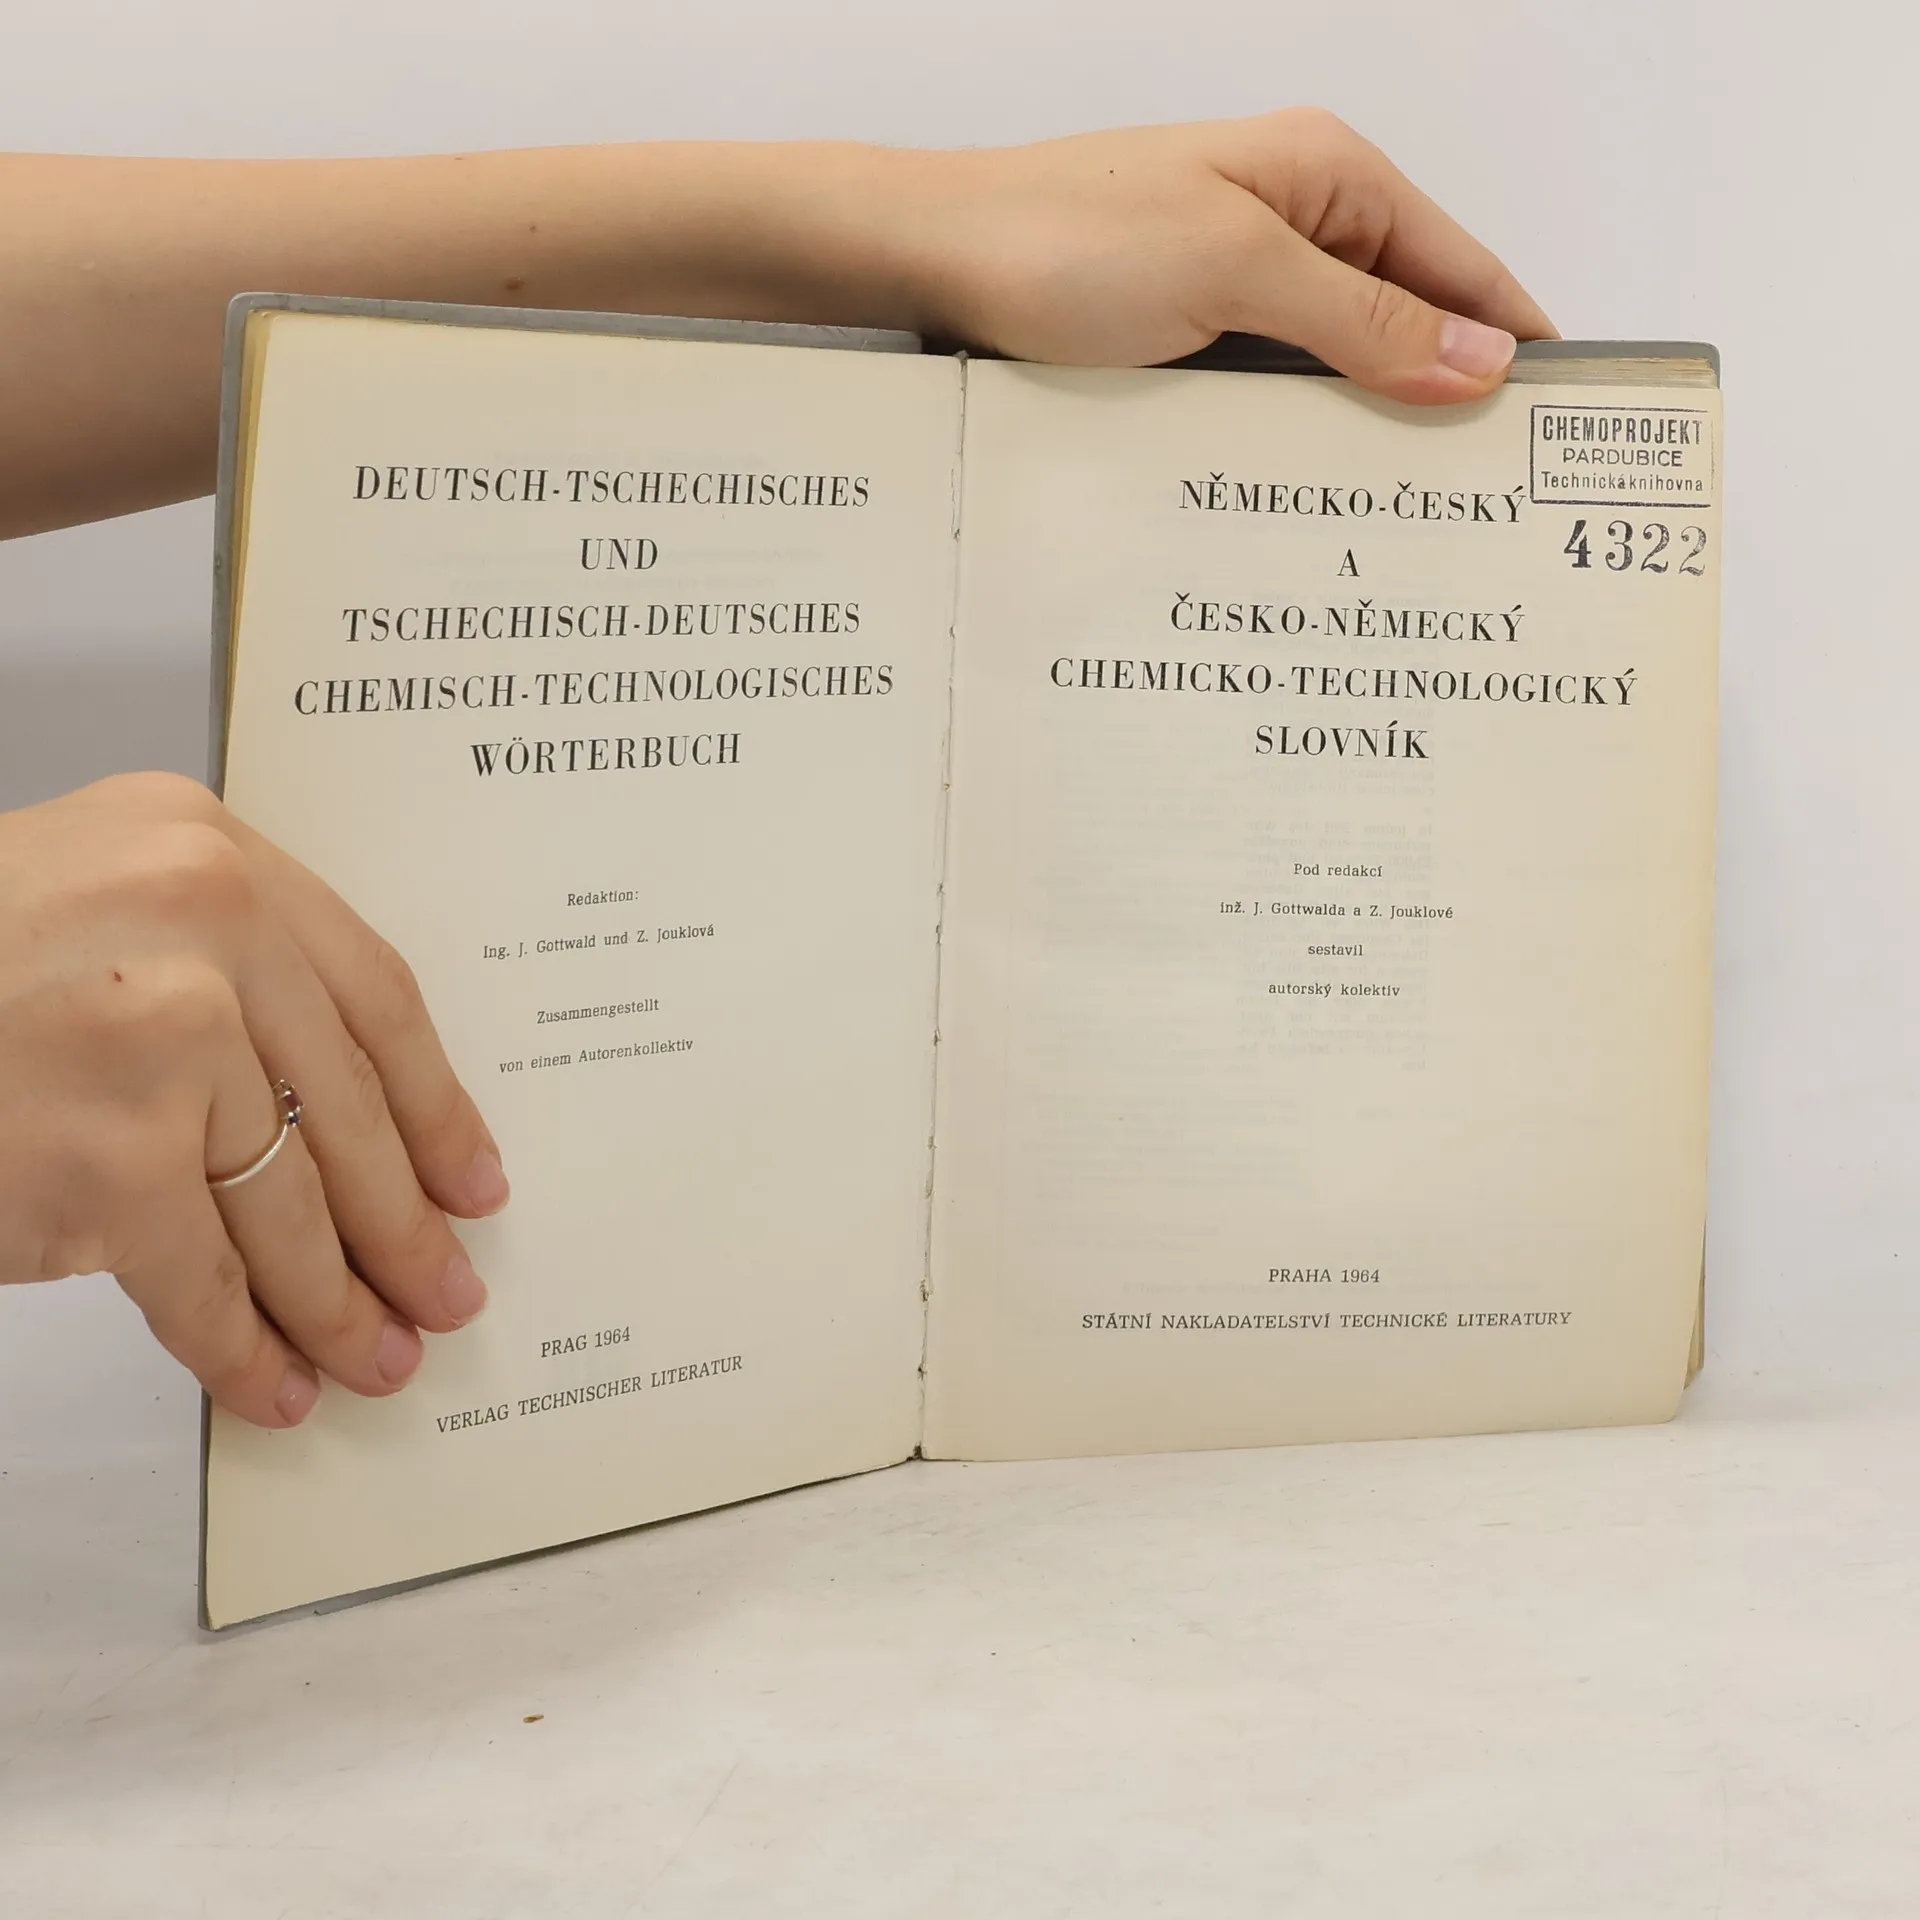 DEUTSCH-TSCHECHISCHES
UND
TSCHECHISCH-DEUTSCHES
CHEMISCH-TECHNOLOGISCHES
WÖRTERBUCH
Redaktion:
Ing. J. Gottwald und Z. Jouklová
Zusammengestellt
von einem Autorenkollektiv
PRAG 1964
VERLAG TECHNISCHER LITERATUR
CHEMOPROJEKT
PARDUBICE
Technická knihovna
4322
NĚMECKO-ČESKÝ
A
ČESKO-NĚMECKÝ
CHEMICKO-TECHNOLOGICKÝ
SLOVNÍK
Pod redakcí
inž. J. Gottwalda a Z. Jouklové
sestavil
autorský kolektiv
PRAHA 1964
STÁTNÍ NAKLADATELSTVÍ TECHNICKÉ LITERATURY